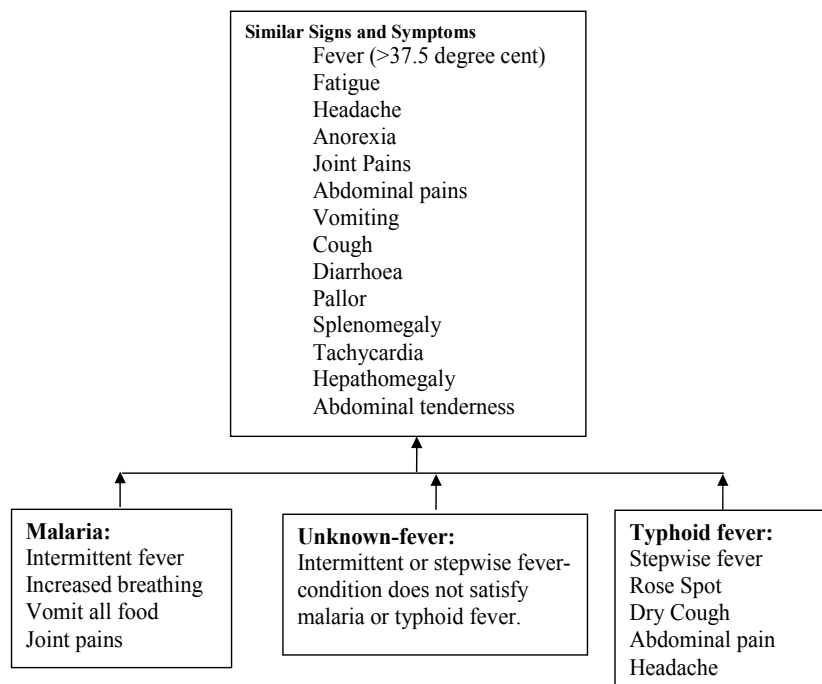 Similar Signs and Symptoms
Fever (>37.5 degree cent)
Fatigue
Headache
Anorexia
Joint Pains
Abdominal pains
Vomiting
Cough
Diarrhoea
Pallor
Splenomegaly
Tachycardia
Hepathomegaly
Abdominal tenderness
Malaria:
Intermittent fever
Increased breathing
Vomit all food
Joint pains
Unknown-fever:
Intermittent or stepwise fever-
condition does not satisfy
malaria or typhoid fever.
Typhoid fever:
Stepwise fever
Rose Spot
Dry Cough
Abdominal pain
Headache